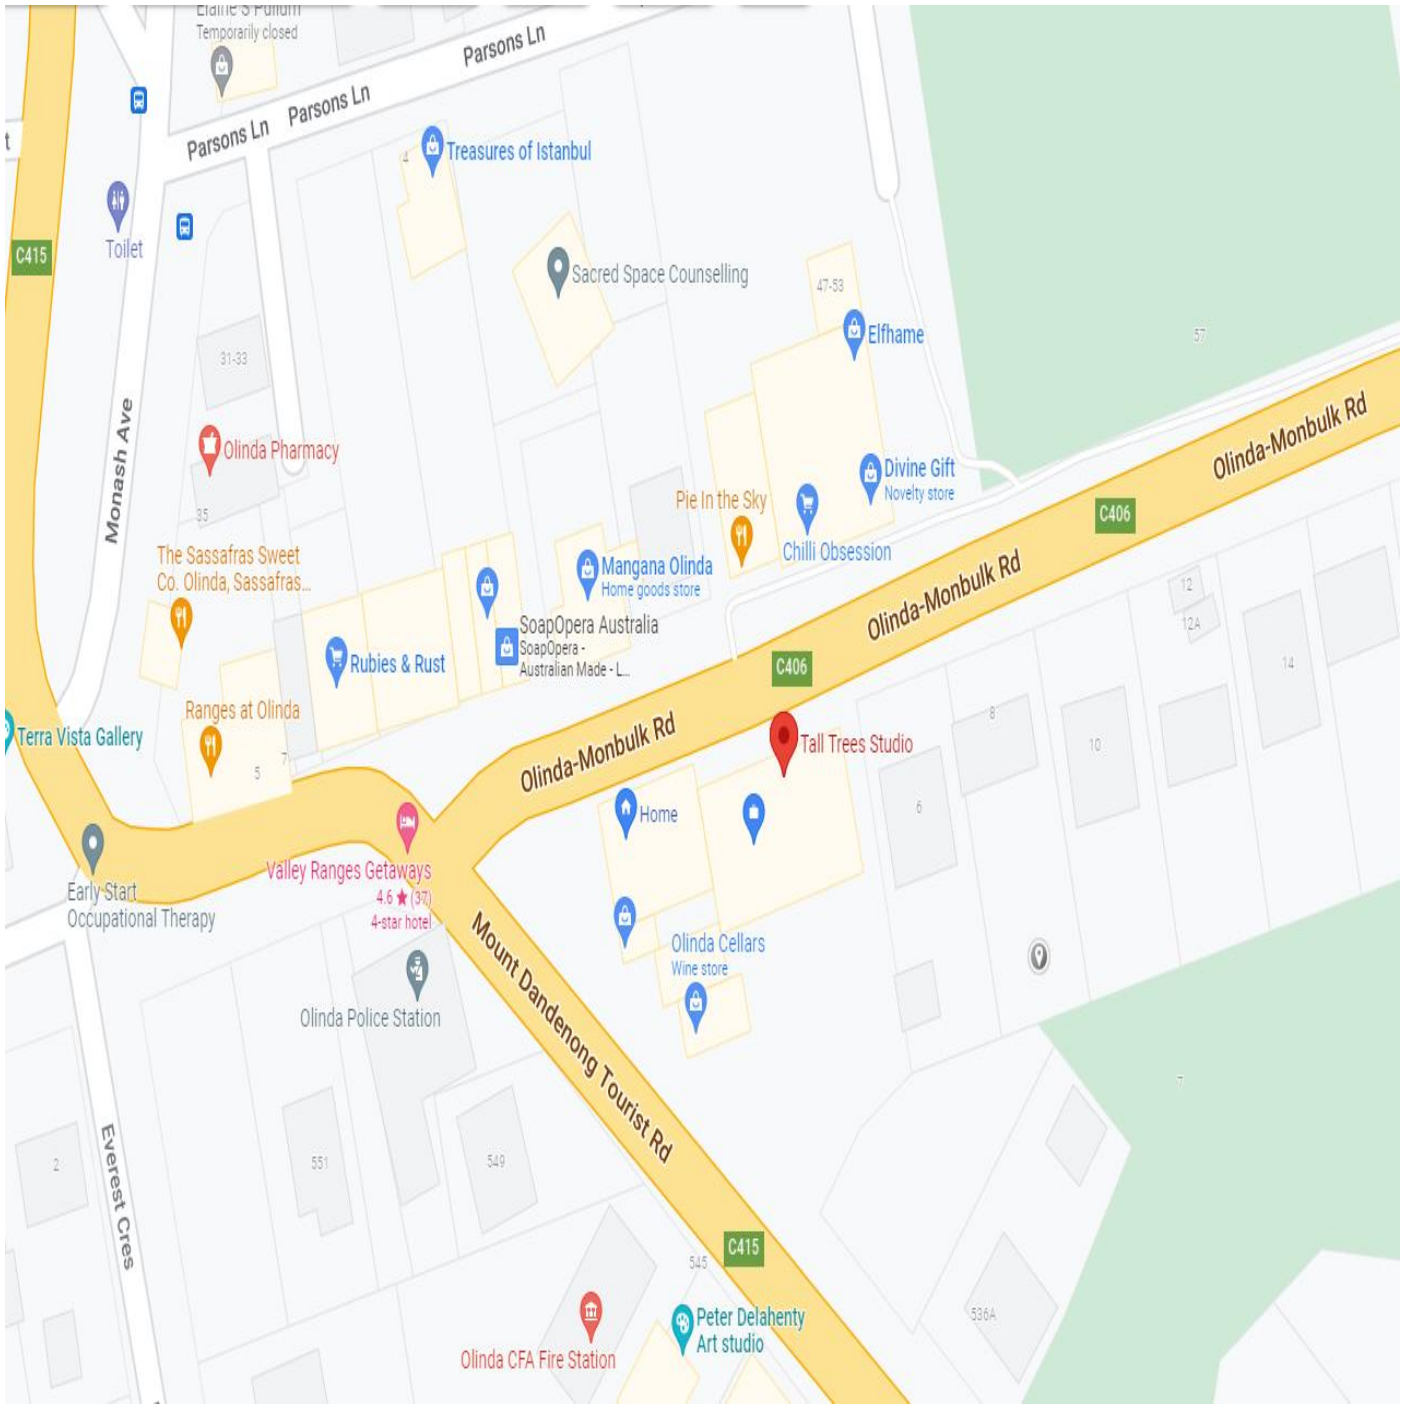 Elaine S Pullum
Temporarily closed
Parsons Ln
Parsons Ln
Parsons Ln
t
Treasures of Istanbul
4
Toilet
C415
Sacred Space Counselling
47-53
Elfhame
57
31-33
Monash Ave
Olinda Pharmacy
35
Olinda-Monbulk Rd
Divine Gift
Novelty store
Pie In the Sky
C406
Chilli Obsession
The Sassafras Sweet
Co. Olinda, Sassafras...
Mangana Olinda
Home goods store
Olinda-Monbulk Rd
12
12A
SoapOpera Australia
SoapOpera -
Australian Made - L...
Rubies & Rust
C406
14
Ranges at Olinda
Terra Vista Gallery
7
5
Olinda-Monbulk Rd
Tall Trees Studio
8
10
6
Home
Valley Ranges Getaways
4.6 ★ (37)
4-star hotel
Early Start
Occupational Therapy
Olinda Cellars
Wine store
Mount Dandenong Tourist Rd
Olinda Police Station
7
Everest Cres
2
551
549
C415
545
536A
Peter Delahenty
Art studio
Olinda CFA Fire Station